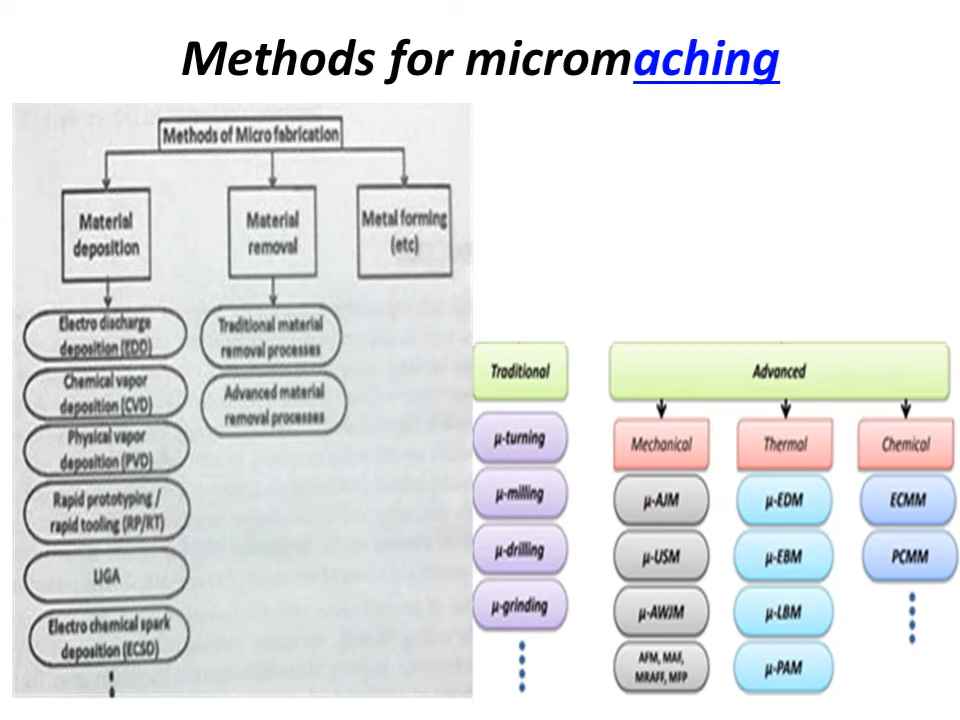 Methods for micromaching
Methods of Micro fabrication
Material
deposition
Material
removal
Metal forming
(etc)
Electro discharge
deposition (EDD)
Chemical vapor
deposition (CVD)
Physical vapor
deposition (PVD)
Rapid prototyping /
rapid tooling (RP/RT)
LIGA
Electro chemical spark
deposition (ECSD)
Traditional material
removal processes
Advanced material
removal processes
Traditional
μ-turning
μ-milling
μ-drilling
μ-grinding
Advanced
Mechanical
μ-AJM
μ-USM
μ-AWJM
AFM, MAF,
MRAFF, MFP
Thermal
μ-EDM
μ-EBM
μ-LBM
μ-PAM
Chemical
ECMM
PCMM